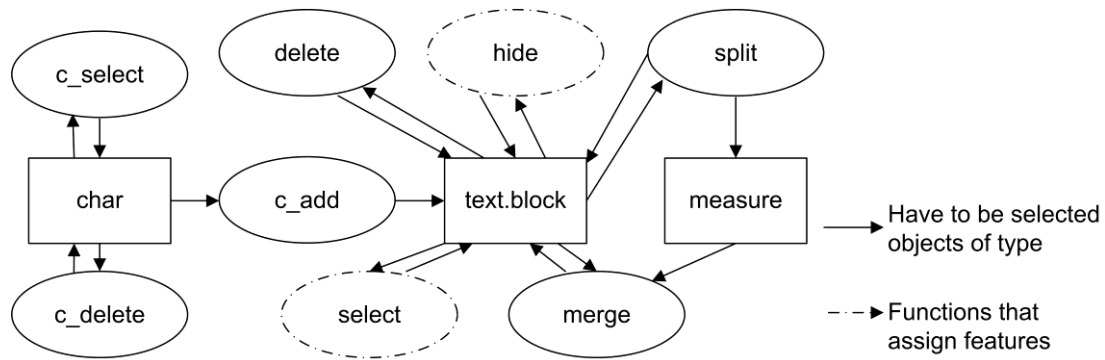 delete
hide
split
c_select
char
c_add
text.block
measure
Have to be selected
objects of type
c_delete
select
merge
Functions that
assign features